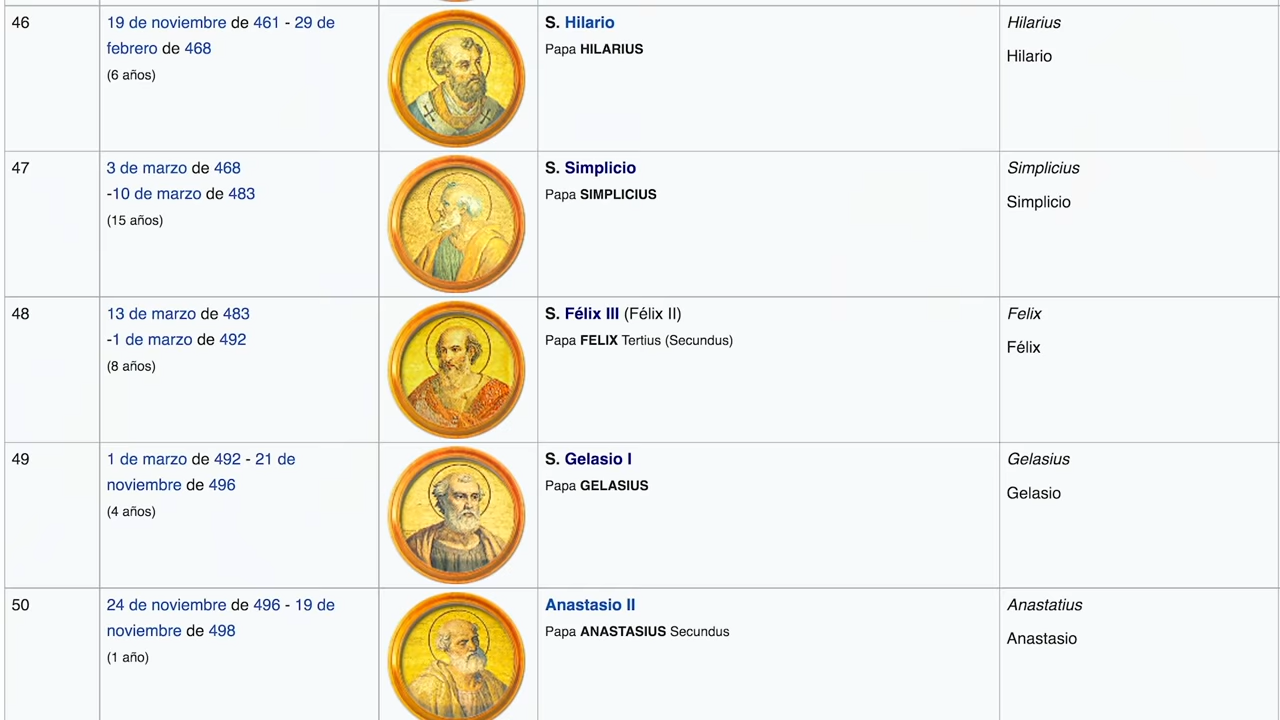 46
19 de noviembre de 461 - 29 de
febrero de 468
(6 años)
S. Hilario
Papa HILARIUS
Hilarius
Hilario
47
3 de marzo de 468
-10 de marzo de 483
(15 años)
S. Simplicio
Papa SIMPLICIUS
Simplicius
Simplicio
48
13 de marzo de 483
-1 de marzo de 492
(8 años)
S. Félix III (Félix II)
Papa FELIX Tertius (Secundus)
Felix
Félix
49
1 de marzo de 492 - 21 de
noviembre de 496
(4 años)
S. Gelasio I
Papa GELASIUS
Gelasius
Gelasio
50
24 de noviembre de 496 - 19 de
noviembre de 498
(1 año)
Anastasio II
Papa ANASTASIUS Secundus
Anastatius
Anastasio